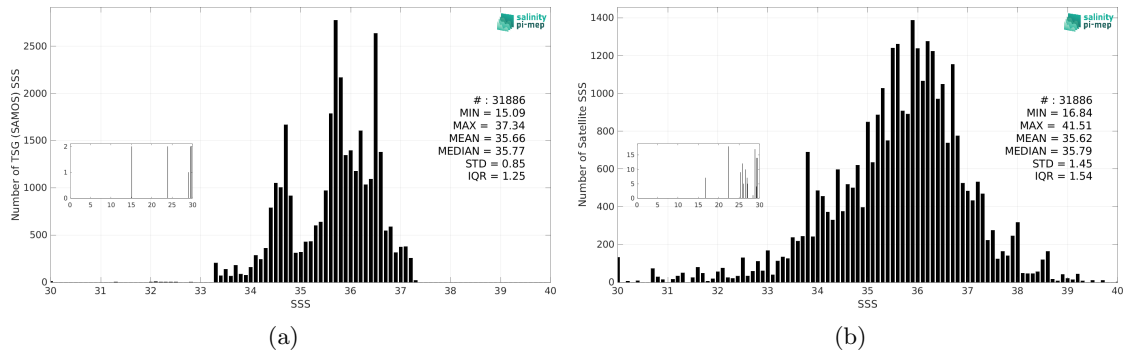 salinity
pi-mep
# : 31886
MIN = 15.09
MAX = 37.34
MEAN = 35.66
MEDIAN = 35.77
STD = 0.85
IQR = 1.25
Number of TSG (SAMOS) SSS
2500
2000
1500
1000
500
0
2
1
0
0 5 10 15 20 25 30
30 31 32 33 34 35 36 37 38 39 40
SSS
(a)
salinity
pi-mep
# : 31886
MIN = 16.84
MAX = 41.51
MEAN = 35.62
MEDIAN = 35.79
STD = 1.45
IQR = 1.54
Number of Satellite SSS
1400
1200
1000
800
600
400
200
0
15
10
5
0
0 5 10 15 20 25 30
30 31 32 33 34 35 36 37 38 39 40
SSS
(b)